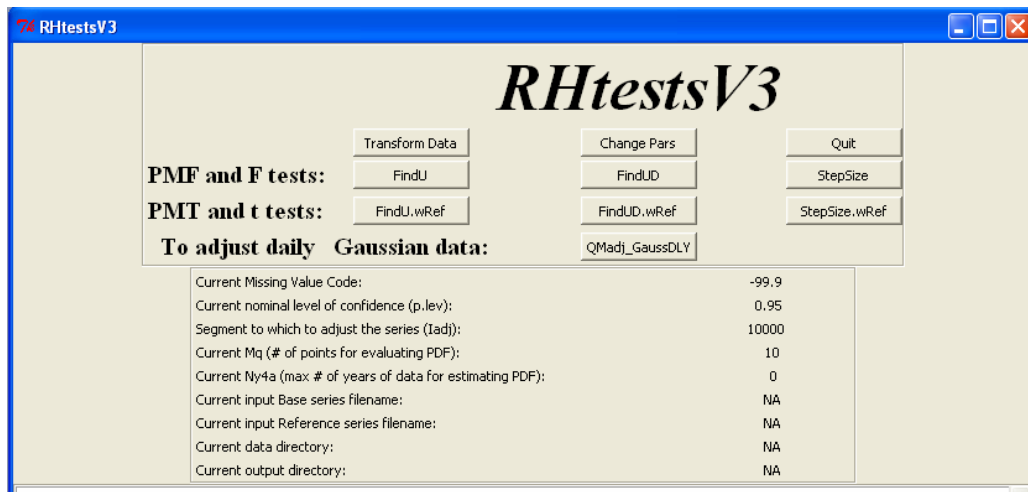 RHtestsV3
RHtestsV3
Transform Data Change Pars Quit
PMF and F tests: FindU FindUD StepSize
PMT and t tests: FindU.wRef FindUD.wRef StepSize.wRef
To adjust daily Gaussian data: QMadj_GaussDLY
Current Missing Value Code: -99.9
Current nominal level of confidence (p.lev): 0.95
Segment to which to adjust the series (Iadj): 10000
Current Mq (# of points for evaluating PDF): 10
Current Ny4a (max # of years of data for estimating PDF): 0
Current input Base series filename: NA
Current input Reference series filename: NA
Current data directory: NA
Current output directory: NA